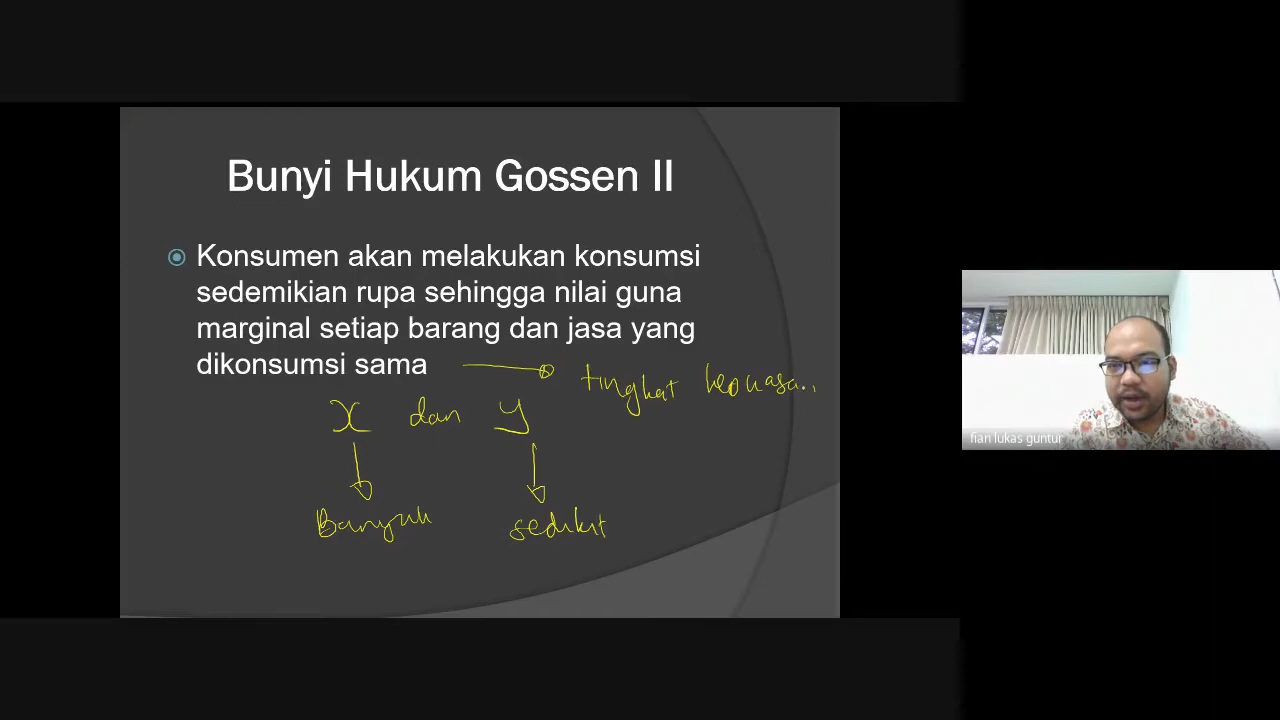 Bunyi Hukum Gossen II
Konsumen akan melakukan konsumsi
sedemikian rupa sehingga nilai guna
marginal setiap barang dan jasa yang
dikonsumsi sama
tingkat kepuasa..
x dan y
Banyak sedikit
fian lukas guntur